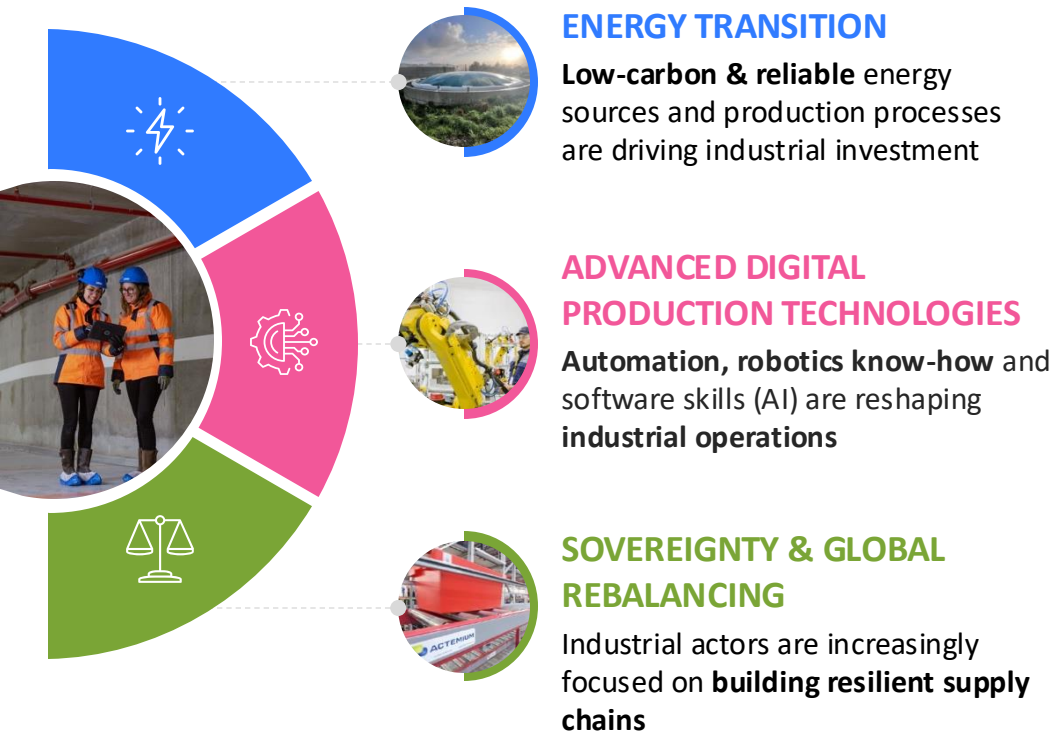 ENERGY TRANSITION
Low-carbon & reliable energy
sources and production processes
are driving industrial investment
ADVANCED DIGITAL
PRODUCTION TECHNOLOGIES
Automation, robotics know-how and
software skills (AI) are reshaping
industrial operations
SOVEREIGNTY & GLOBAL
REBALANCING
Industrial actors are increasingly
focused on building resilient supply
chains
ACTEMIUM